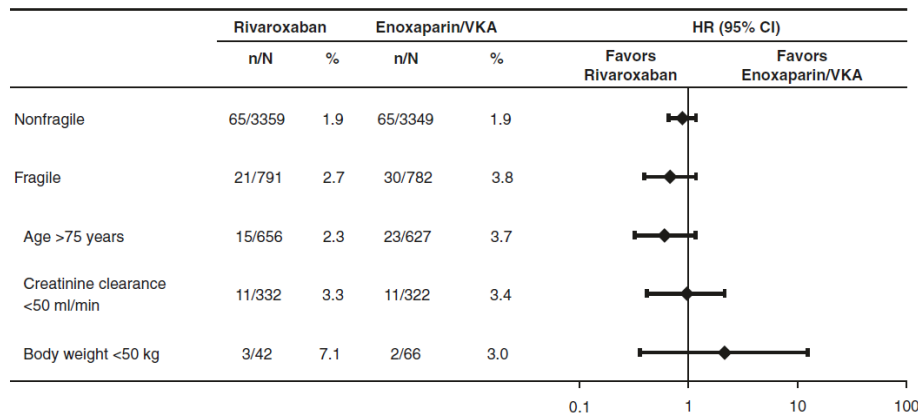 Rivaroxaban Enoxaparin/VKA HR (95% CI)
n/N % n/N % Favors Favors
Rivaroxaban Enoxaparin/VKA
Nonfragile 65/3359 1.9 65/3349 1.9
Fragile 21/791 2.7 30/782 3.8
Age >75 years 15/656 2.3 23/627 3.7
Creatinine clearance
<50 ml/min 11/332 3.3 11/322 3.4
Body weight <50 kg 3/42 7.1 2/66 3.0
0.1 1 10 100